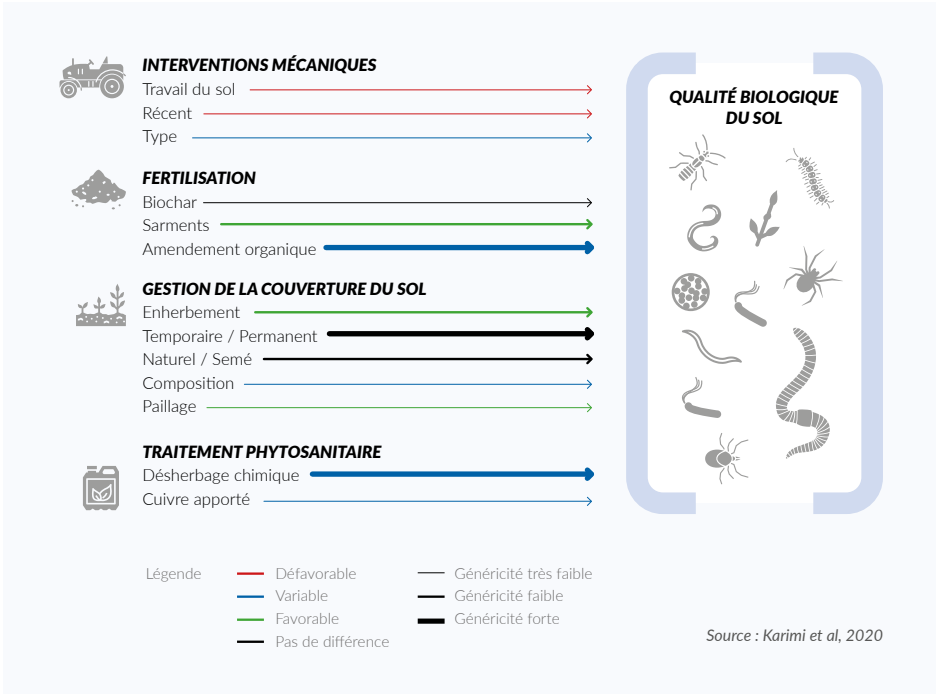 INTERVENTIONS MÉCANIQUES
Travail du sol
Récent
Type
FERTILISATION
Biochar
Sarments
Amendement organique
GESTION DE LA COUVERTURE DU SOL
Enherbement
Temporaire / Permanent
Naturel / Semé
Composition
Paillage
TRAITEMENT PHYTOSANITAIRE
Désherbage chimique
Cuivre apporté
QUALITÉ BIOLOGIQUE
DU SOL
Légende
Défavorable
Variable
Favorable
Pas de différence
Généricité très faible
Généricité faible
Généricité forte
Source : Karimi et al, 2020